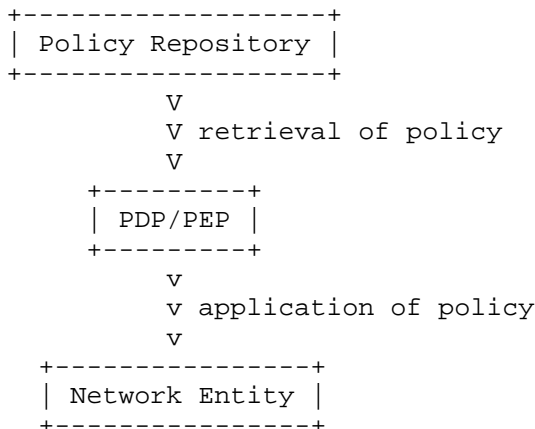 +-------------------+
| Policy Repository |
+-------------------+
V
V retrieval of policy
V
+---------+
| PDP/PEP |
+---------+
v
v application of policy
v
+----------------+
| Network Entity |
+----------------+